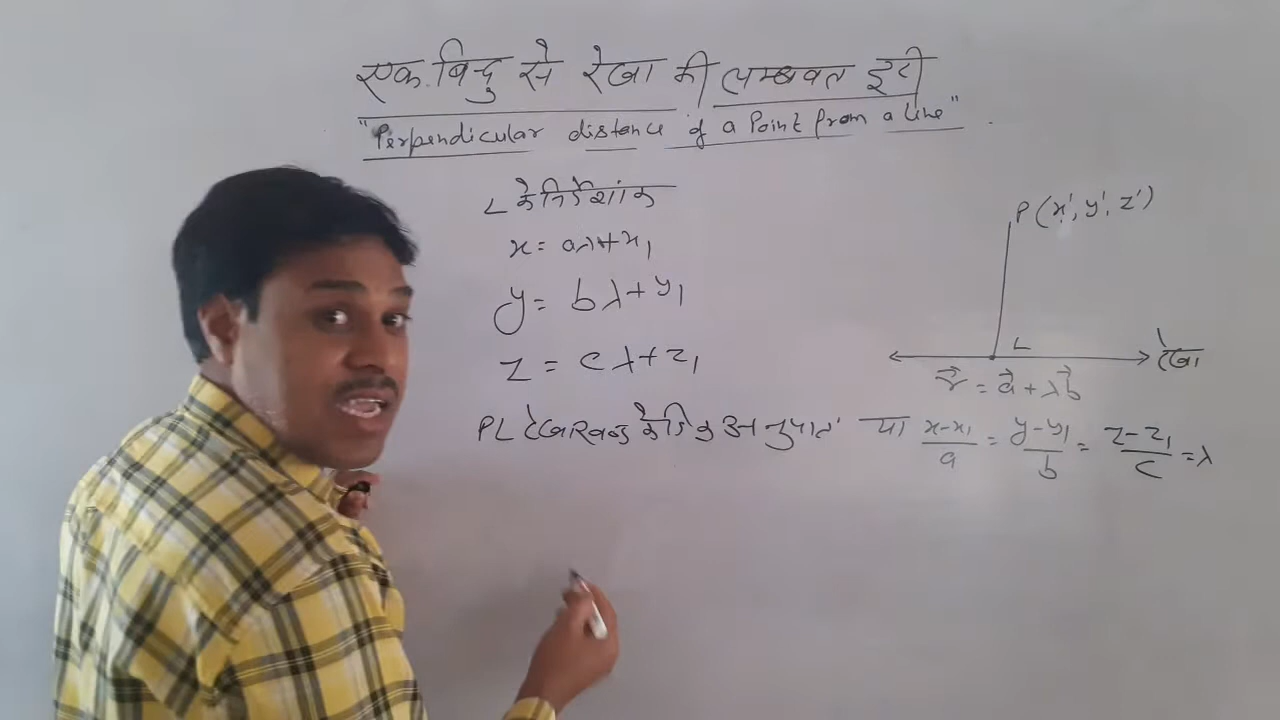 एक बिन्दु से रेखा की लम्बवत दूरी
"Perpendicular distance of a Point from a line"
L के निर्देशांक
x = aλ+x₁
y = bλ+y₁
z = cλ+z₁
PL रेखाखण्ड के दिक् अनुपात
P(x', y', z')
L
रेखा
r⃗ = a⃗ + λb⃗
या x-x₁/a = y-y₁/b = z-z₁/c = λ